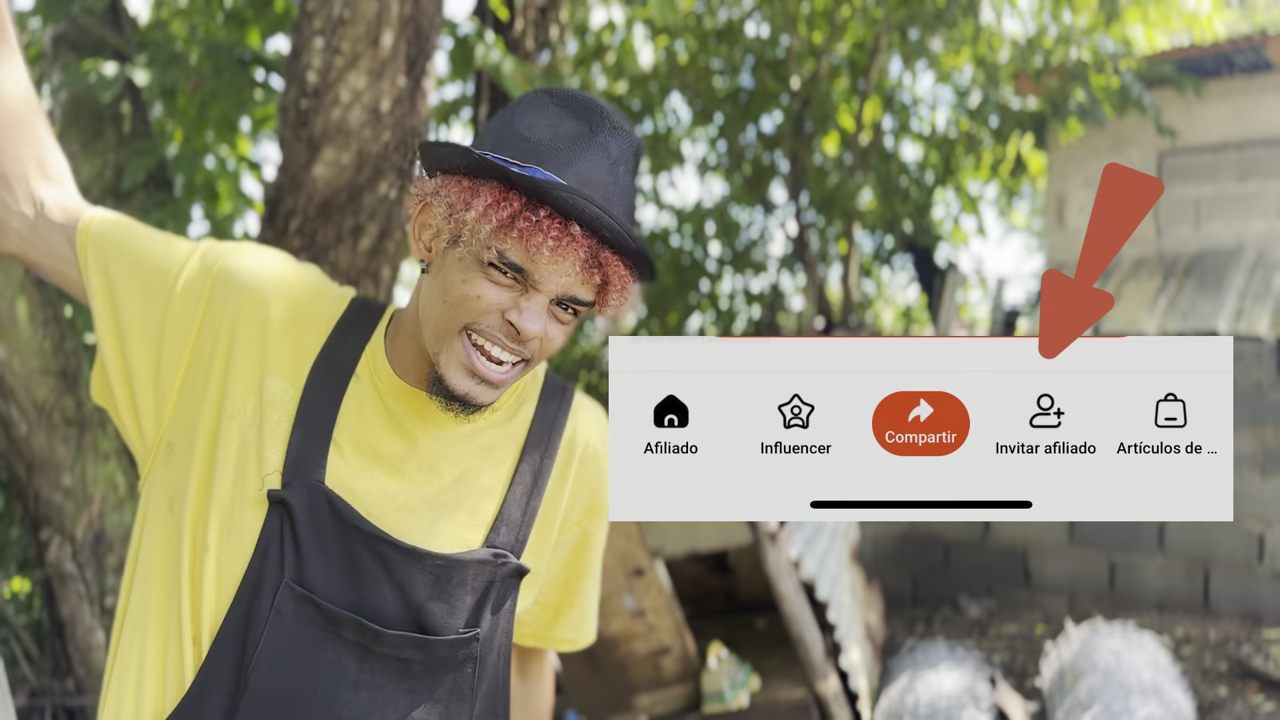 Afiliado
Influencer
Compartir
Invitar afiliado
Artículos de ...